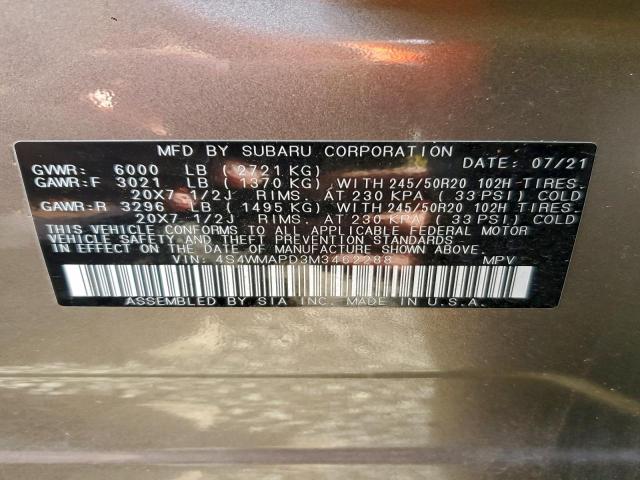 MFD BY SUBARU CORPORATION
GVWR: 6000 LB (2721 KG) DATE: 07/21
GAWR:F 3021 LB (1370 KG), WITH 245/50R20 102H TIRES.
20X7 1/2J RIMS. AT 230 KPA (33 PSI) COLD
GAWR:R 3296 LB (1495 KG) WITH 245/50R20 102H TIRES
20X7 1/2J RIMS. AT 230 KPA (33 PSI) COLD
THIS VEHICLE CONFORMS TO ALL APPLICABLE FEDERAL MOTOR
VEHICLE SAFETY AND THEFT PREVENTION STANDARDS
IN EFFECT ON THE DATE OF MANUFACTURE SHOWN ABOVE.
VIN: 4S4WMAPD3M3462288 MPV
ASSEMBLED BY SIA INC. MADE IN U.S.A.